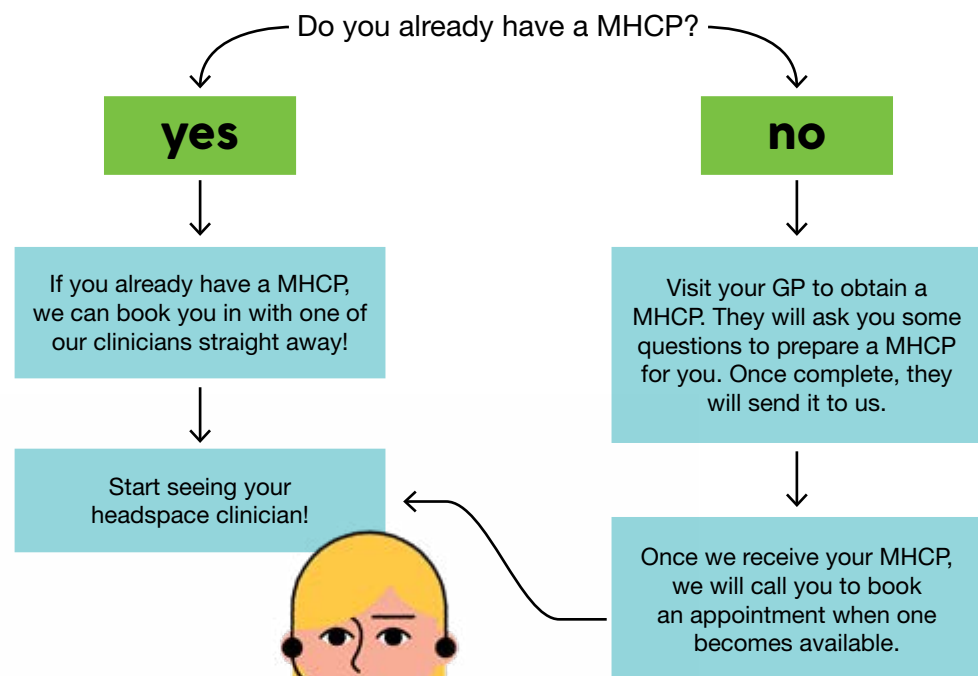 Do you already have a MHCP?
yes
If you already have a MHCP,
we can book you in with one of
our clinicians straight away!
Start seeing your
headspace clinician!
no
Visit your GP to obtain a
MHCP. They will ask you some
questions to prepare a MHCP
for you. Once complete, they
will send it to us.
Once we receive your MHCP,
we will call you to book
an appointment when one
becomes available.